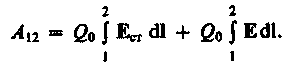 A₁₂ = Q₀ ∫₁² E_ст dl + Q₀ ∫₁² E dl.